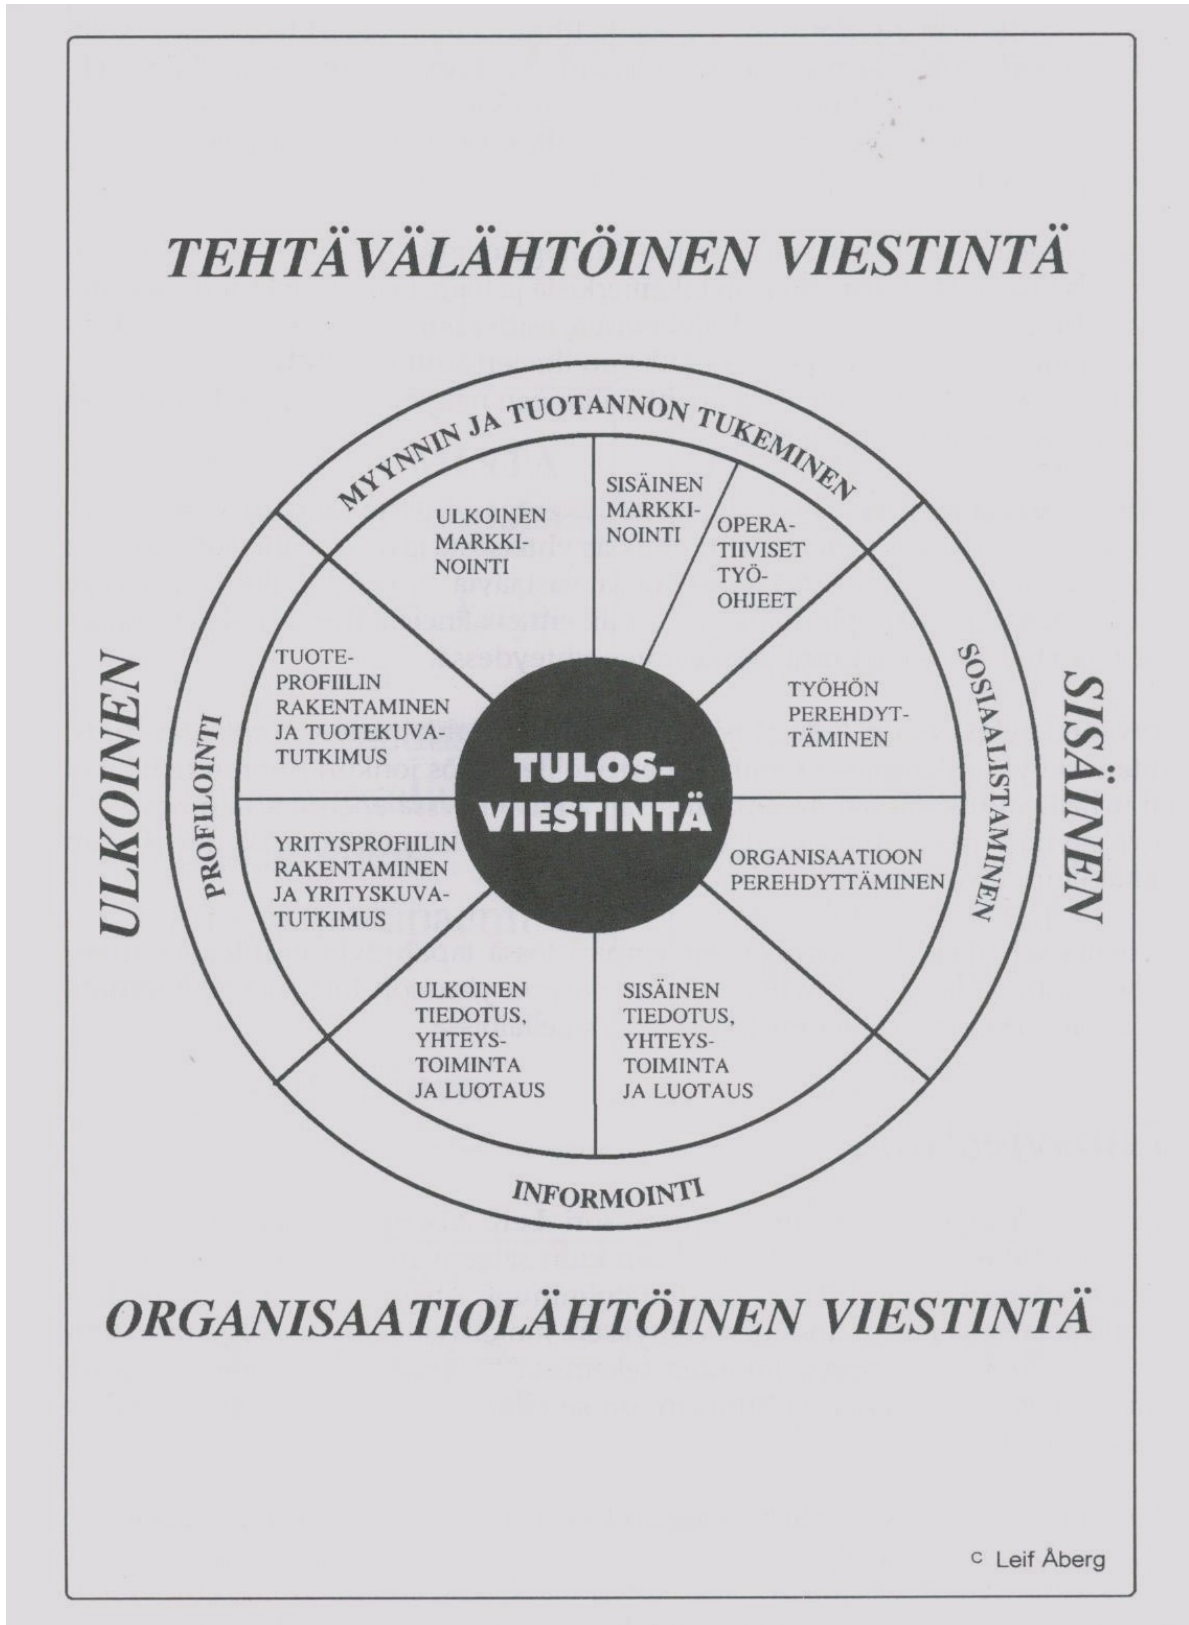 TEHTÄVÄLÄHTÖINEN VIESTINTÄ
MYYNNIN JA TUOTANNON TUKEMINEN
ULKOINEN
MARKKI-
NOINTI
SISÄINEN
MARKKI-
NOINTI
OPERA-
TIIVISET
TYÖ-
OHJEET
ULKOINEN
PROFILOINTI
TUOTE-
PROFIILIN
RAKENTAMINEN
JA TUOTEKUVA-
TUTKIMUS
TULOS-
VIESTINTÄ
TYÖHÖN
PEREHDYT-
TÄMINEN
SOSIAALISTAMINEN
SISÄINEN
YRITYSPROFIILIN
RAKENTAMINEN
JA YRITYSKUVA-
TUTKIMUS
ORGANISAATIOON
PEREHDYTTÄMINEN
ULKOINEN
TIEDOTUS,
YHTEYS-
TOIMINTA
JA LUOTAUS
SISÄINEN
TIEDOTUS,
YHTEYS-
TOIMINTA
JA LUOTAUS
INFORMOINTI
ORGANISAATIOLÄHTÖINEN VIESTINTÄ
C Leif Åberg